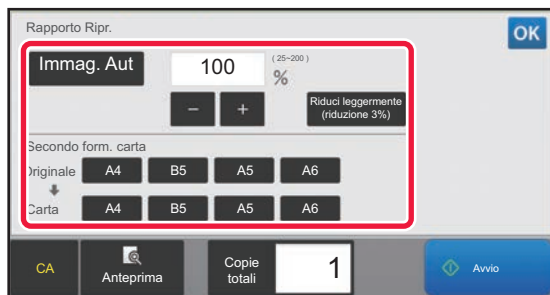 Rapporto Ripr.
OK
Immag. Aut
100
(25~200)
%
−
+
Riduci leggermente
(riduzione 3%)
Secondo form. carta
Originale
A4 B5 A5 A6
Carta
A4 B5 A5 A6
CA
Anteprima
Copie
totali
1
Avvio